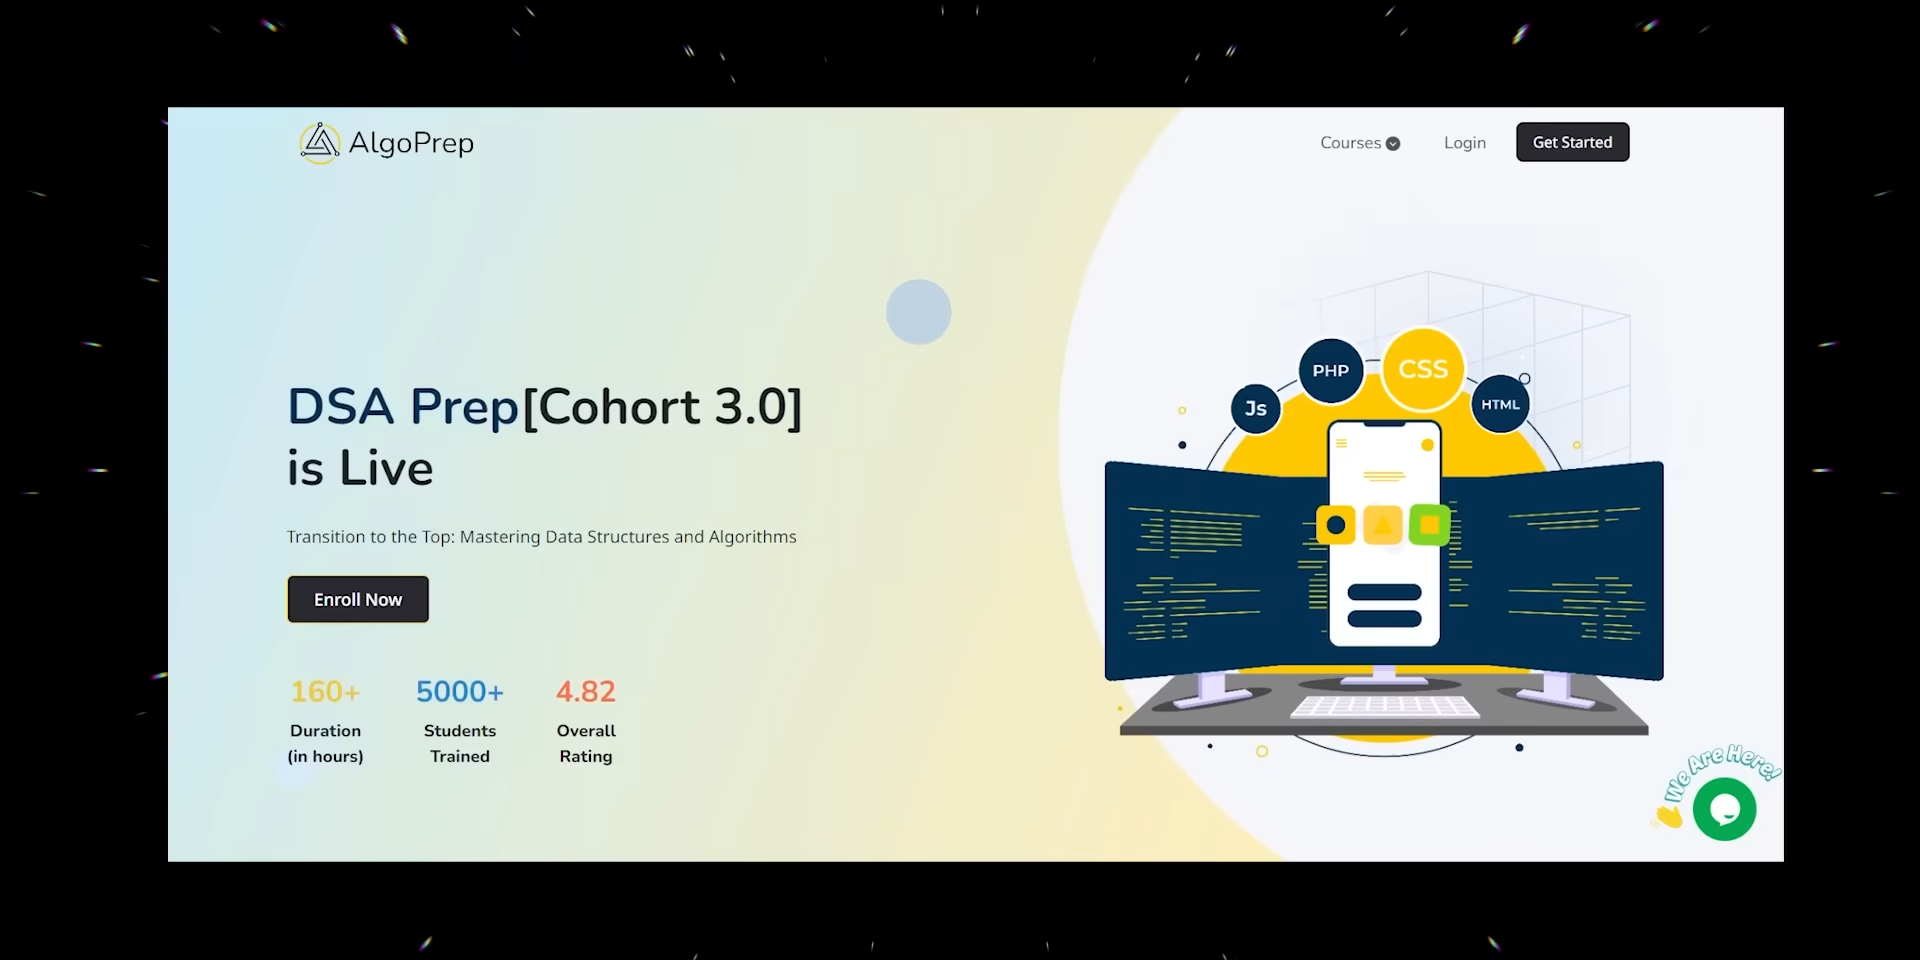 AlgoPrep
Courses
Login
Get Started
DSA Prep[Cohort 3.0]
is Live
Transition to the Top: Mastering Data Structures and Algorithms
Enroll Now
160+
Duration
(in hours)
5000+
Students
Trained
4.82
Overall
Rating
Js
PHP
CSS
HTML
We Are Here!